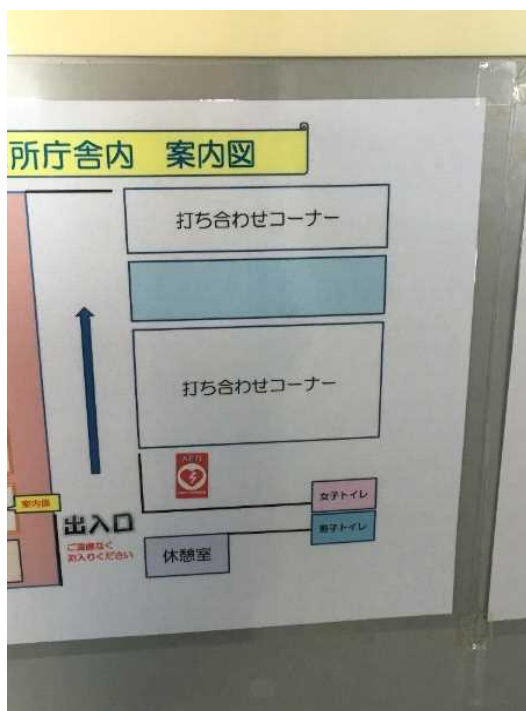 所庁舎内 案内図
打ち合わせコーナー
打ち合わせコーナー
AED
女子トイレ
案内図
出入口
男子トイレ
ご遠慮なく
お入りください
休憩室